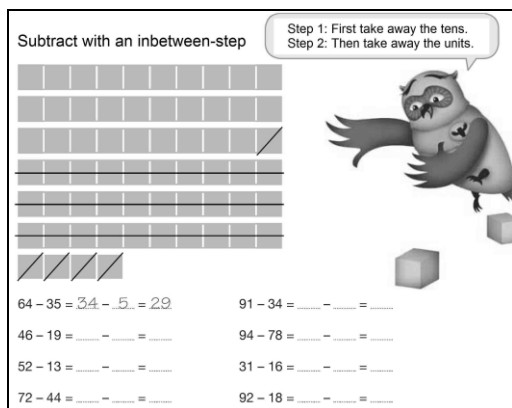 Subtract with an inbetween-step
Step 1: First take away the tens.
Step 2: Then take away the units.
64 – 35 = 34 – 5 = 29
46 – 19 = ........ – ........ = ........
52 – 13 = ........ – ........ = ........
72 – 44 = ........ – ........ = ........
91 – 34 = ........ – ........ = ........
94 – 78 = ........ – ........ = ........
31 – 16 = ........ – ........ = ........
92 – 18 = ........ – ........ = ........